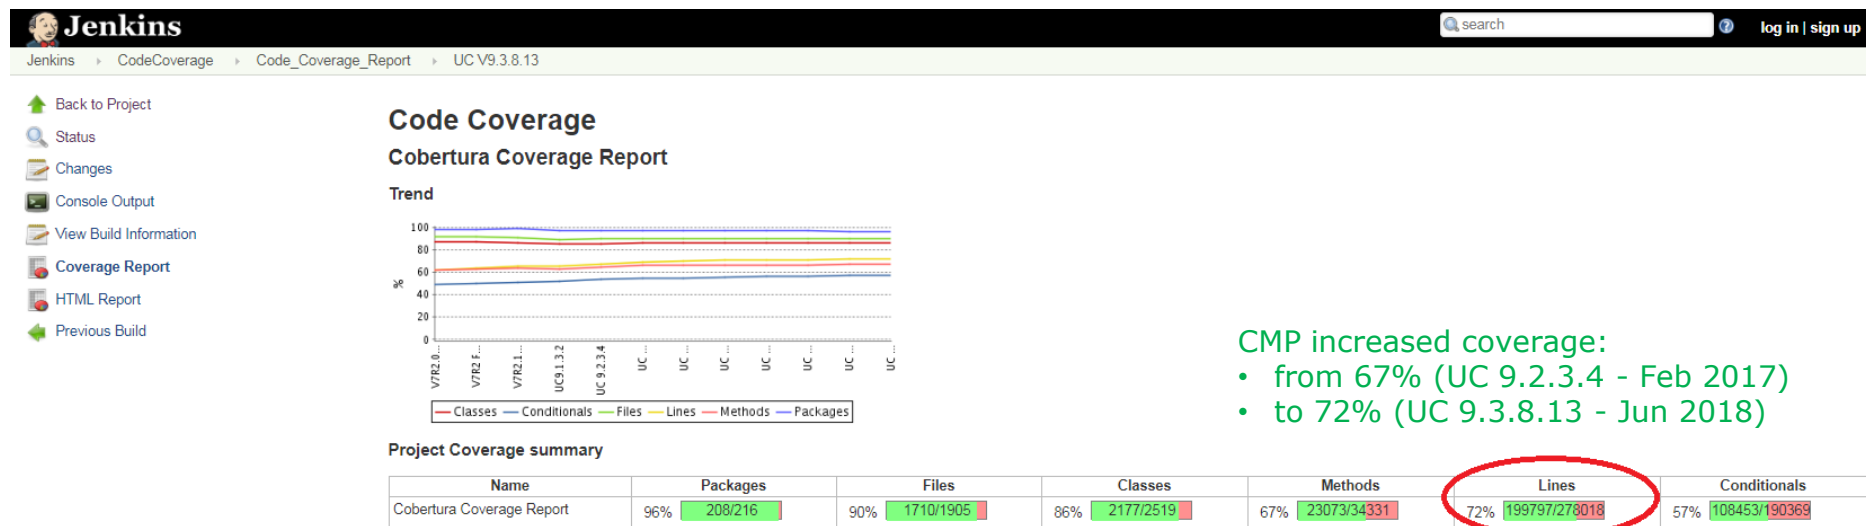 Jenkins
search
log in | sign up
Jenkins CodeCoverage Code_Coverage_Report UC V9.3.8.13
Back to Project
Status
Changes
Console Output
View Build Information
Coverage Report
HTML Report
Previous Build
Code Coverage
Cobertura Coverage Report
Trend
100
80
60
40
20
0
%
V7R2.0...
V7R2 F...
V7R2.1...
UC9.1.3.2
UC 9.2.3.4
UC ...
UC ...
UC ...
UC ...
UC ...
UC ...
UC ...
Classes Conditionals Files Lines Methods Packages
CMP increased coverage:
• from 67% (UC 9.2.3.4 - Feb 2017)
• to 72% (UC 9.3.8.13 - Jun 2018)
Project Coverage summary
Name Packages Files Classes Methods Lines Conditionals
Cobertura Coverage Report 96% 208/216 90% 1710/1905 86% 2177/2519 67% 23073/34331 72% 199797/278018 57% 108453/190369